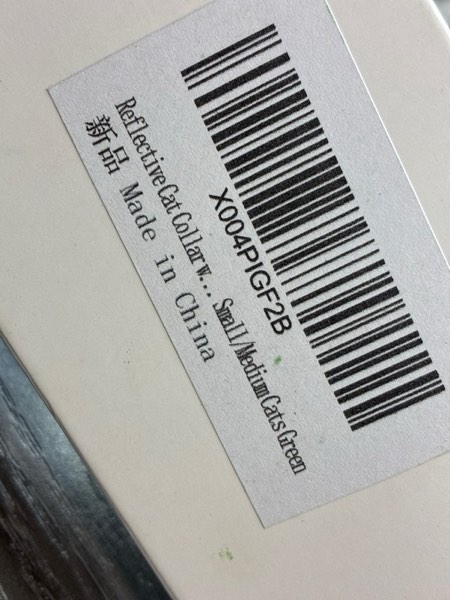 X004PIGF2B
Reflective Cat Collar w... Small/Medium Cats Green
新品 Made in China